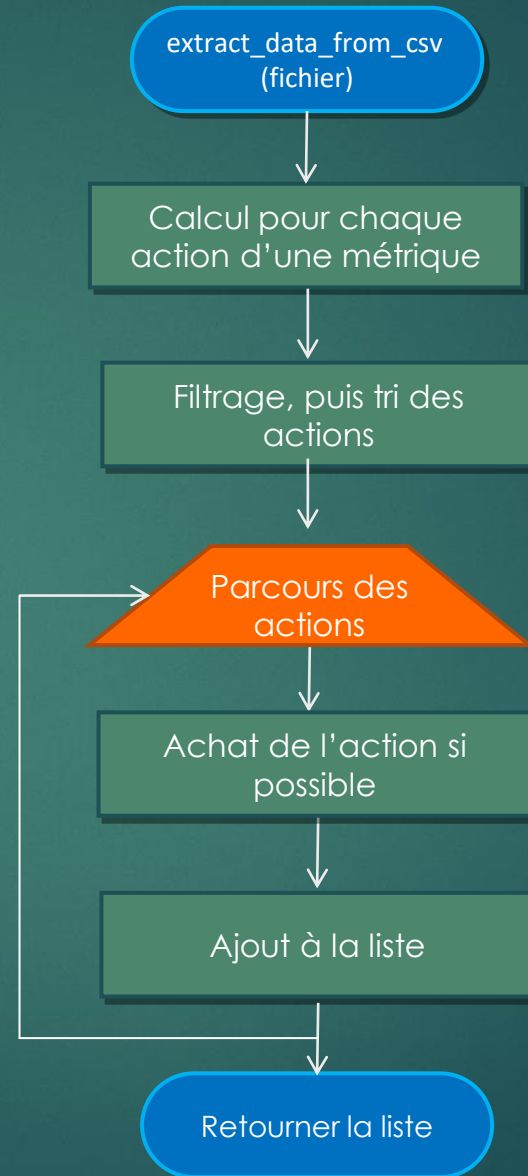 extract_data_from_csv
(fichier)
Calcul pour chaque
action d’une métrique
Filtrage, puis tri des
actions
Parcours des
actions
Achat de l’action si
possible
Ajout à la liste
Retourner la liste